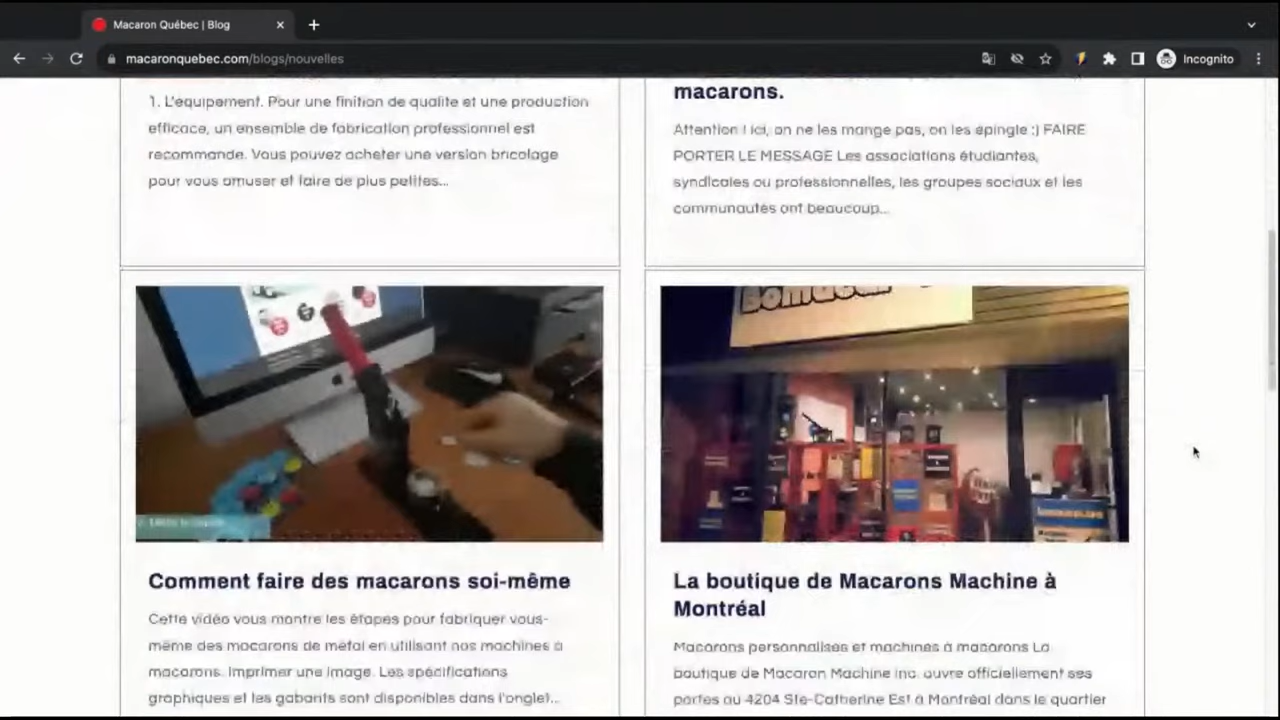 Macaron Québec | Blog
macaronquebec.com/blogs/nouvelles
Incognito
1. L'equipement. Pour une finition de qualite et une production
efficace, un ensemble de fabrication professionnel est
recommande. Vous pouvez acheter une version bricolage
pour vous amuser et faire de plus petites...
macarons.
Attention ! ici, on ne les mange pas, on les épingle :) FAIRE
PORTER LE MESSAGE Les associations étudiantes,
syndicales ou professionnelles, les groupes sociaux et les
communautés ont beaucoup...
Comment faire des macarons soi-même
Cette vidéo vous montre les étapes pour fabriquer vous-
même des macarons de métal en utilisant nos machines à
macarons. Imprimer une image. Les spécifications
graphiques et les gabarits sont disponibles dans l'onglet...
La boutique de Macarons Machine à
Montréal
Macarons personnalisés et machines à macarons La
boutique de Macaron Machine inc. ouvre officiellement ses
portes au 4204 Ste-Catherine Est à Montréal dans le quartier